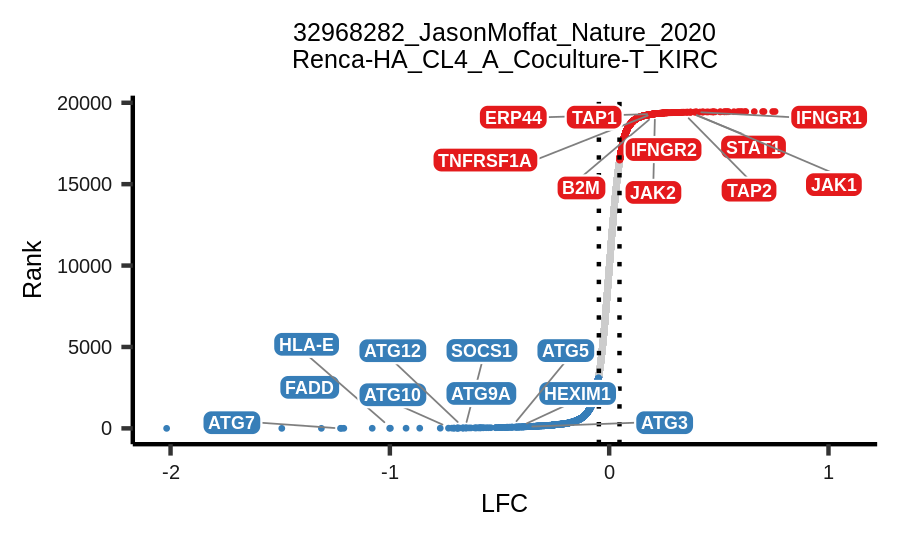 32968282_JasonMoffat_Nature_2020
Renca-HA_CL4_A_Coculture-T_KIRC
20000
ERP44
TAP1
IFNGR1
TNFRSF1A
IFNGR2
STAT1
15000
B2M
JAK2
TAP2
JAK1
Rank
10000
5000
HLA-E
ATG12
SOCS1
ATG5
FADD
ATG10
ATG9A
HEXIM1
0
ATG7
ATG3
-2
-1
0
1
LFC